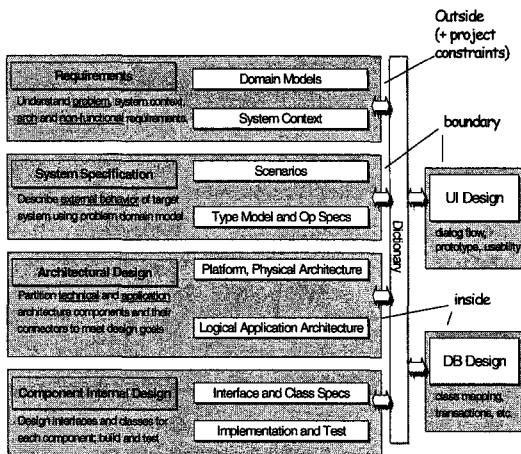 Outside
(+ project
constraints)
Requirements
Understand problem, system context,
arch and non-functional requirements.
Domain Models
System Context
boundary
System Specification
Describe external behavior of target
system using problem domain model
Scenarios
Type Model and Op Specs
Dictionary
UI Design
dialog flow,
prototype, usability
Architectural Design
Partition technical and application
architecture components and their
connectors to meet design goals
Platform, Physical Architecture
Logical Application Architecture
inside
DB Design
class mapping,
transactions, etc.
Component Internal Design
Design interfaces and classes for
each component; build and test
Interface and Class Specs
Implementation and Test